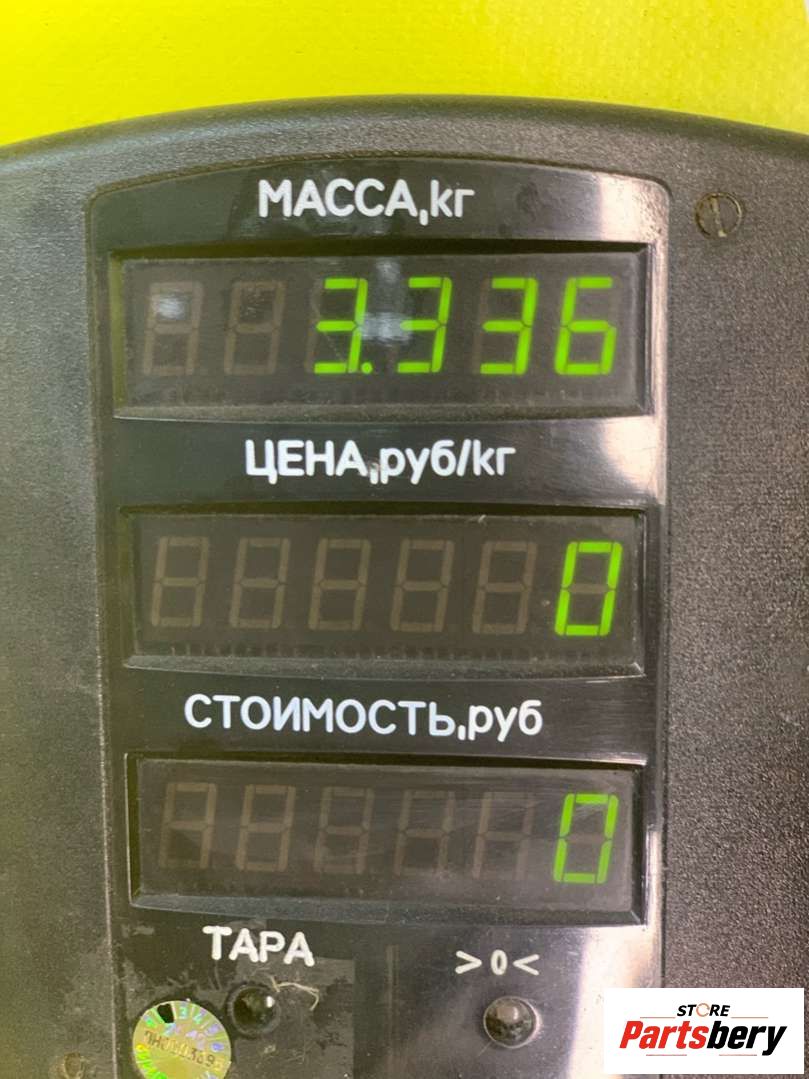 МАССА,кг
3.336
ЦЕНА,руб/кг
0
СТОИМОСТЬ,руб
0
ТАРА >0<
STORE
Partsbery